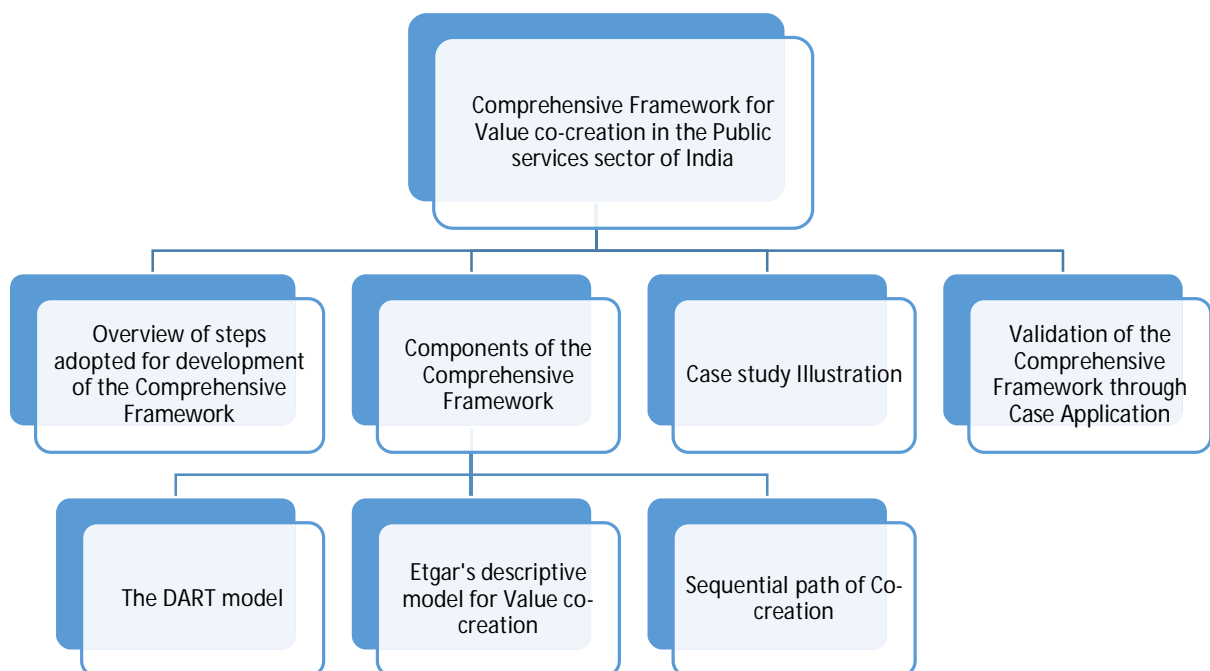 Comprehensive Framework for
Value co-creation in the Public
services sector of India
Overview of steps
adopted for development
of the Comprehensive
Framework
Components of the
Comprehensive
Framework
Case study Illustration
Validation of the
Comprehensive
Framework through
Case Application
The DART model
Etgar's descriptive
model for Value co-
creation
Sequential path of Co-
creation